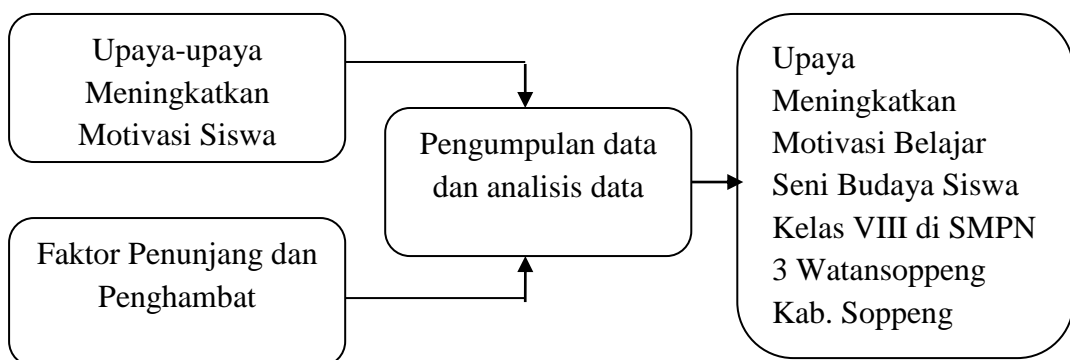 Upaya-upaya
Meningkatkan
Motivasi Siswa
Faktor Penunjang dan
Penghambat
Pengumpulan data
dan analisis data
Upaya
Meningkatkan
Motivasi Belajar
Seni Budaya Siswa
Kelas VIII di SMPN
3 Watansoppeng
Kab. Soppeng